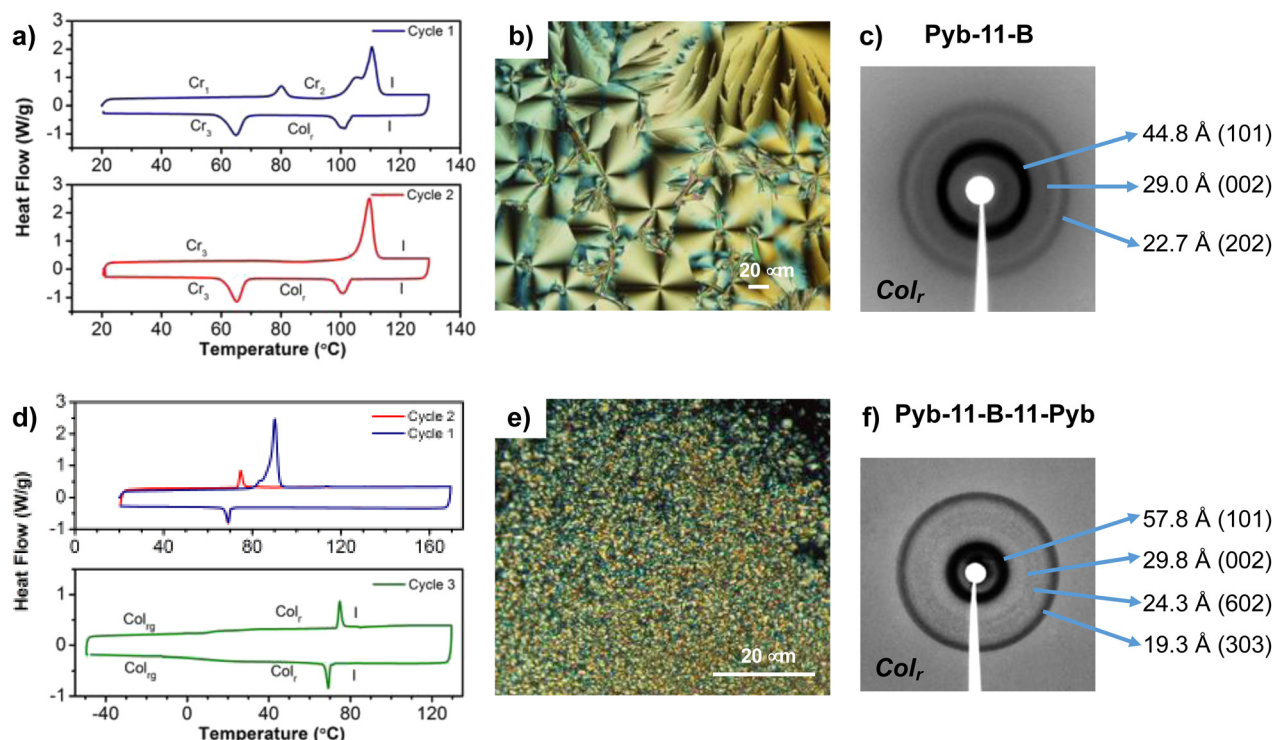 a)
Cycle 1
Cr1
Cr2
I
Cr3
Colr
I
3
2
1
0
-1
20 40 60 80 100 120 140
Cycle 2
Cr3
I
Cr3
Colr
I
3
2
1
0
-1
20 40 60 80 100 120 140
Heat Flow (W/g)
Temperature (°C)
b)
20 ∝m
c)
Pyb-11-B
44.8 Å (101)
29.0 Å (002)
22.7 Å (202)
Colr
d)
Cycle 2
Cycle 1
3
2
1
0
-1
0 40 80 120 160
Cycle 3
Colrg
Colr
I
Colrg
Colr
I
1
0
-1
-40 0 40 80 120
Heat Flow (W/g)
Temperature (°C)
e)
20 ∝m
f)
Pyb-11-B-11-Pyb
57.8 Å (101)
29.8 Å (002)
24.3 Å (602)
19.3 Å (303)
Colr